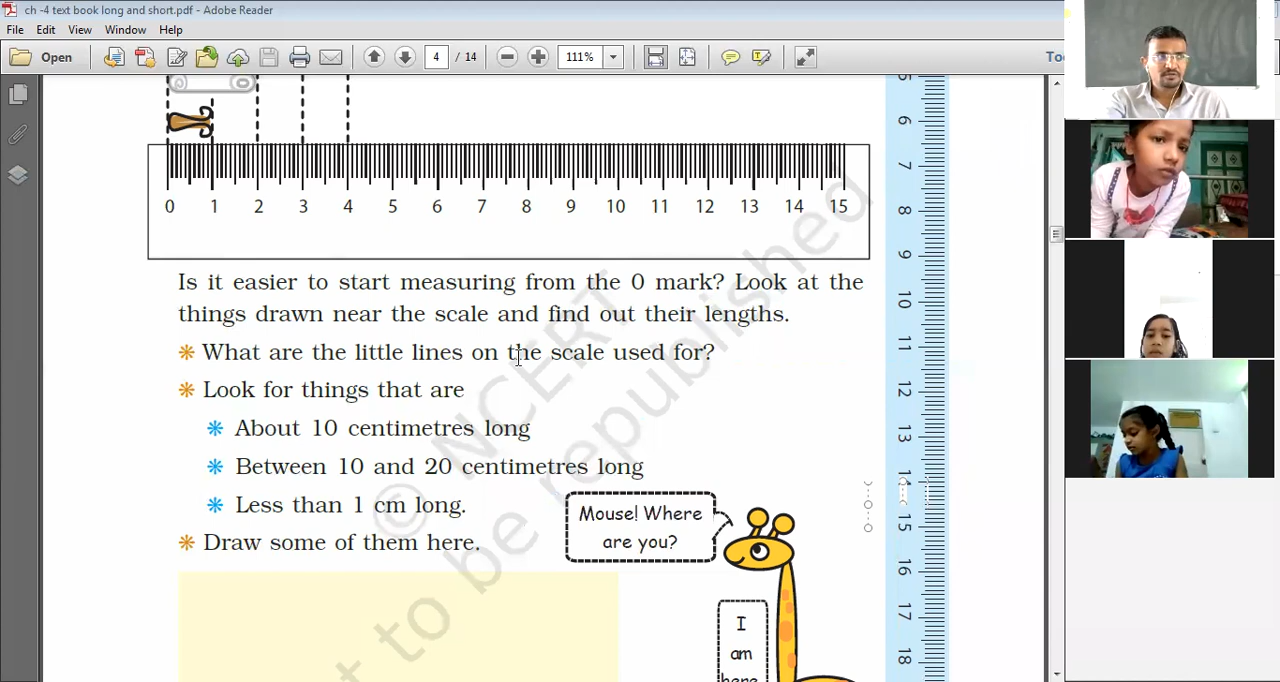 ch -4 text book long and short.pdf - Adobe Reader
File Edit View Window Help
Open 4 / 14 111%
0 1 2 3 4 5 6 7 8 9 10 11 12 13 14 15
Is it easier to start measuring from the 0 mark? Look at the
things drawn near the scale and find out their lengths.
What are the little lines on the scale used for?
Look for things that are
About 10 centimetres long
Between 10 and 20 centimetres long
Less than 1 cm long.
Draw some of them here.
Mouse! Where
are you?
I
am
here
6
7
8
9
10
11
12
13
14
15
16
17
18
© NCERT
to be republished